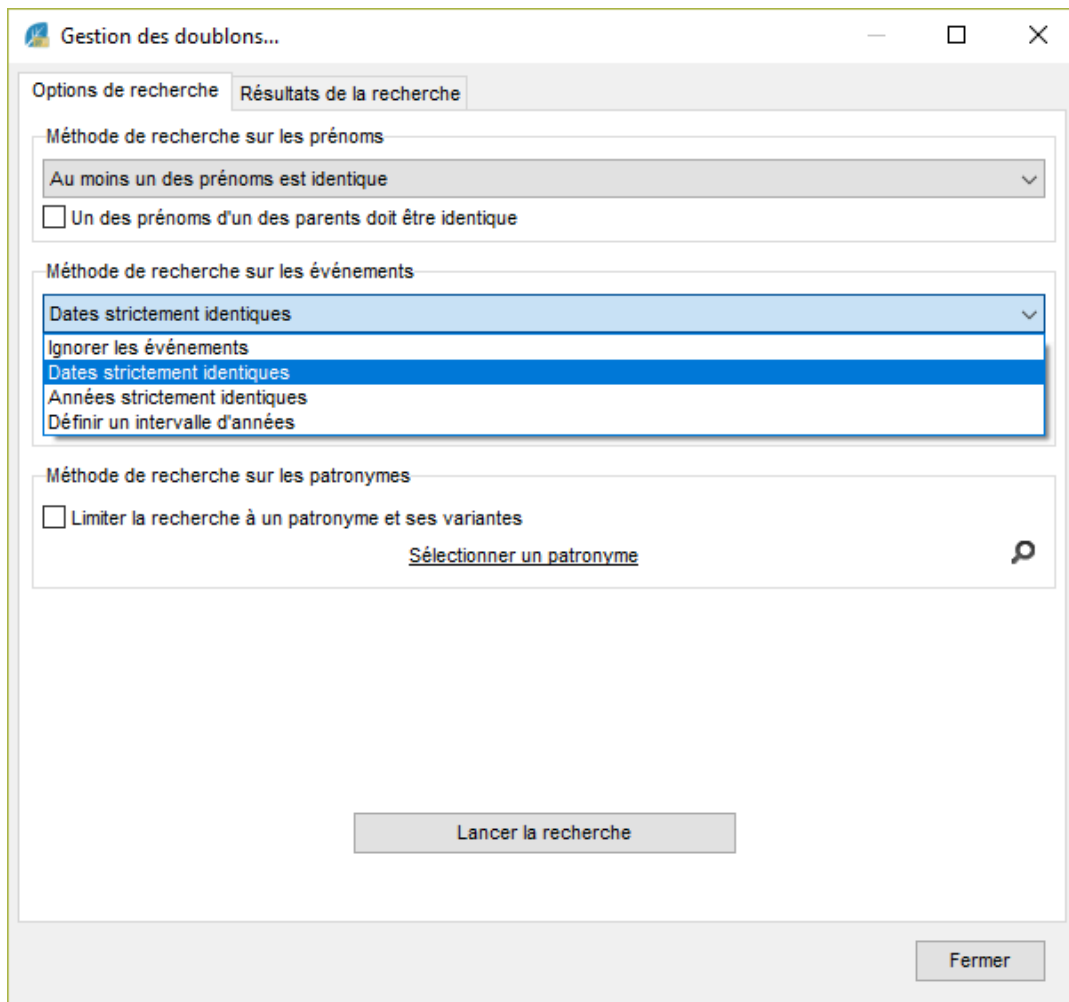 Gestion des doublons...
Options de recherche
Résultats de la recherche
Méthode de recherche sur les prénoms
Au moins un des prénoms est identique
Un des prénoms d'un des parents doit être identique
Méthode de recherche sur les événements
Dates strictement identiques
Ignorer les événements
Dates strictement identiques
Années strictement identiques
Définir un intervalle d'années
Méthode de recherche sur les patronymes
Limiter la recherche à un patronyme et ses variantes
Sélectionner un patronyme
Lancer la recherche
Fermer